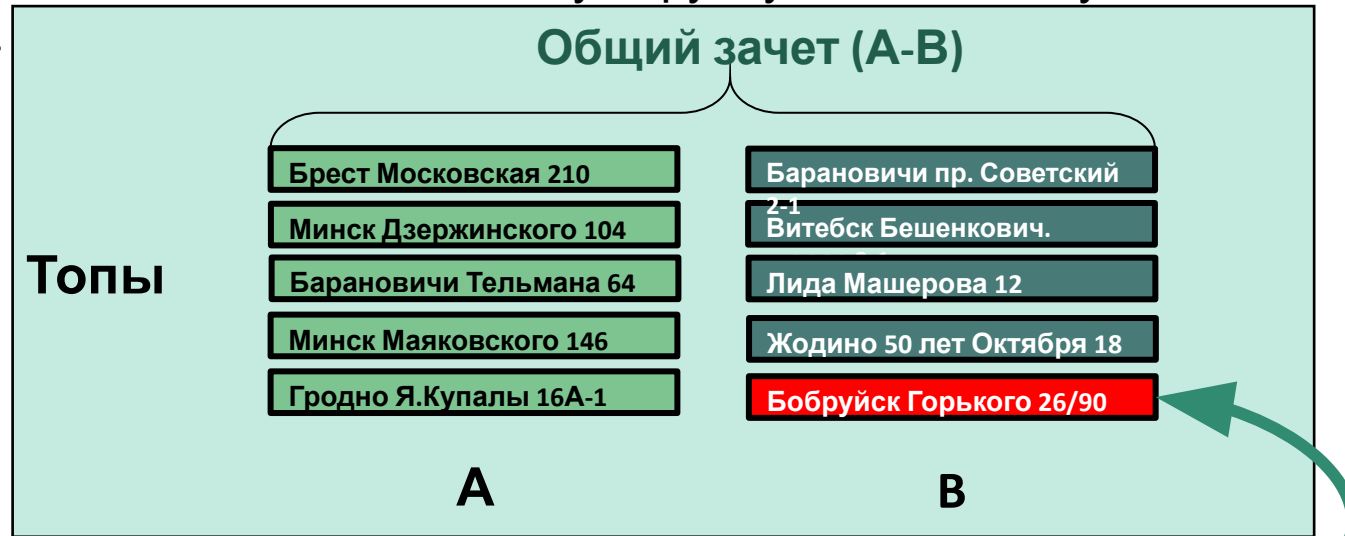 Общий зачет (А-В)
Топы
Брест Московская 210
Минск Дзержинского 104
Барановичи Тельмана 64
Минск Маяковского 146
Гродно Я.Купалы 16А-1
А
Барановичи пр. Советский
2-1
Витебск Бешенкович.
Лида Машерова 12
Жодино 50 лет Октября 18
Бобруйск Горького 26/90
В